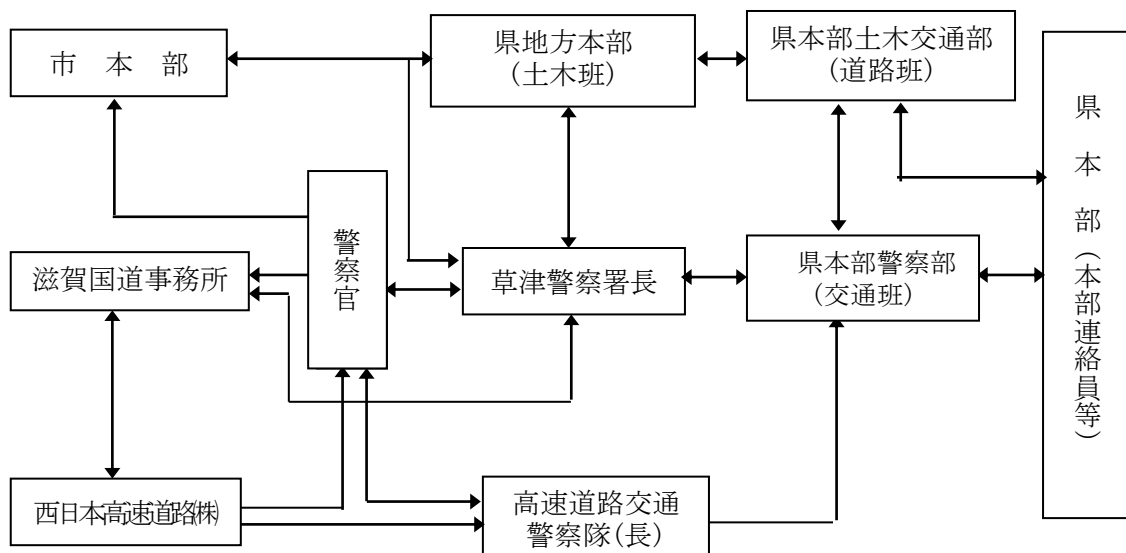 市 本 部
県地方本部
(土木班)
県本部土木交通部
(道路班)
県本部(本部連絡員等)
警察官
滋賀国道事務所
草津警察署長
県本部警察部
(交通班)
西日本高速道路㈱
高速道路交通
警察隊(長)